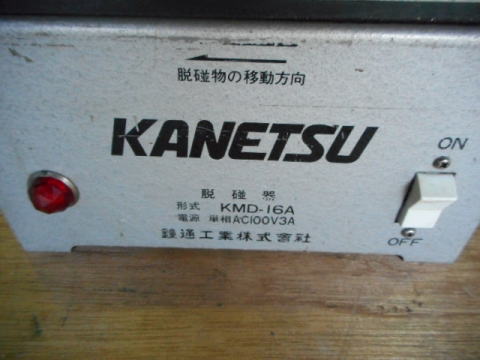 脱磁物の移動方向
KANETSU
ON
脱磁器
形式 KMD-16A
電源 単相AC100V3A
鐘通工業株式會社
OFF